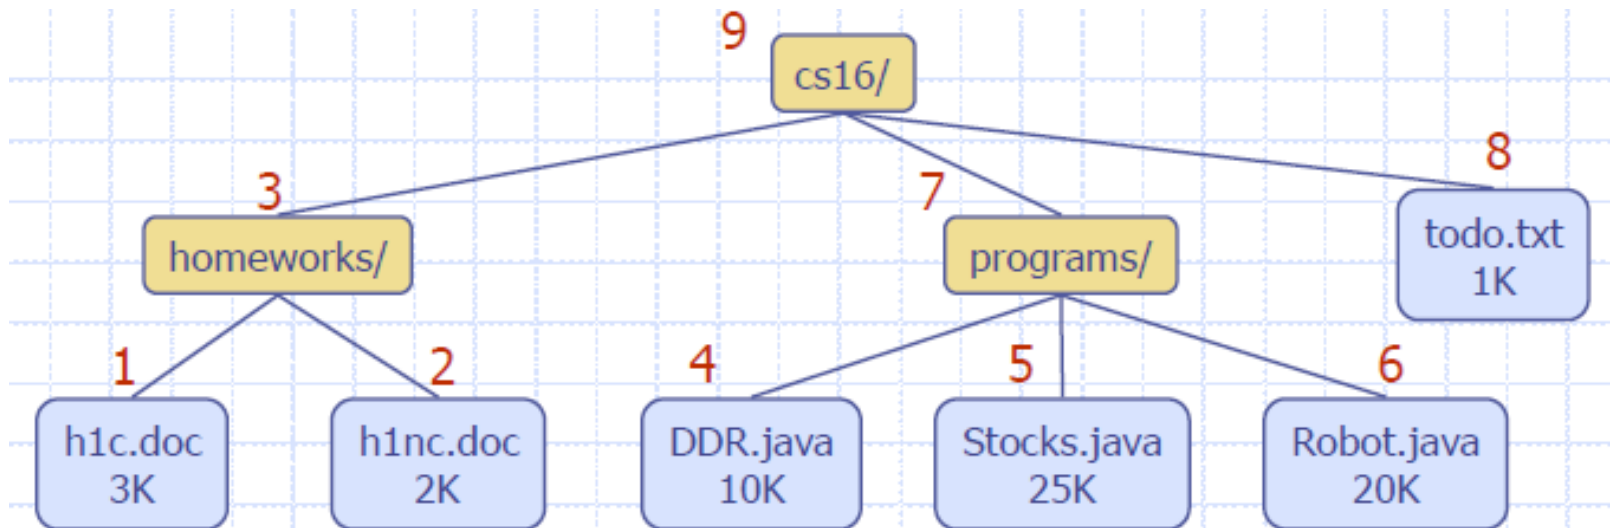 9
cs16/
3
homeworks/
7
programs/
8
todo.txt
1K
1
h1c.doc
3K
2
h1nc.doc
2K
4
DDR.java
10K
5
Stocks.java
25K
6
Robot.java
20K